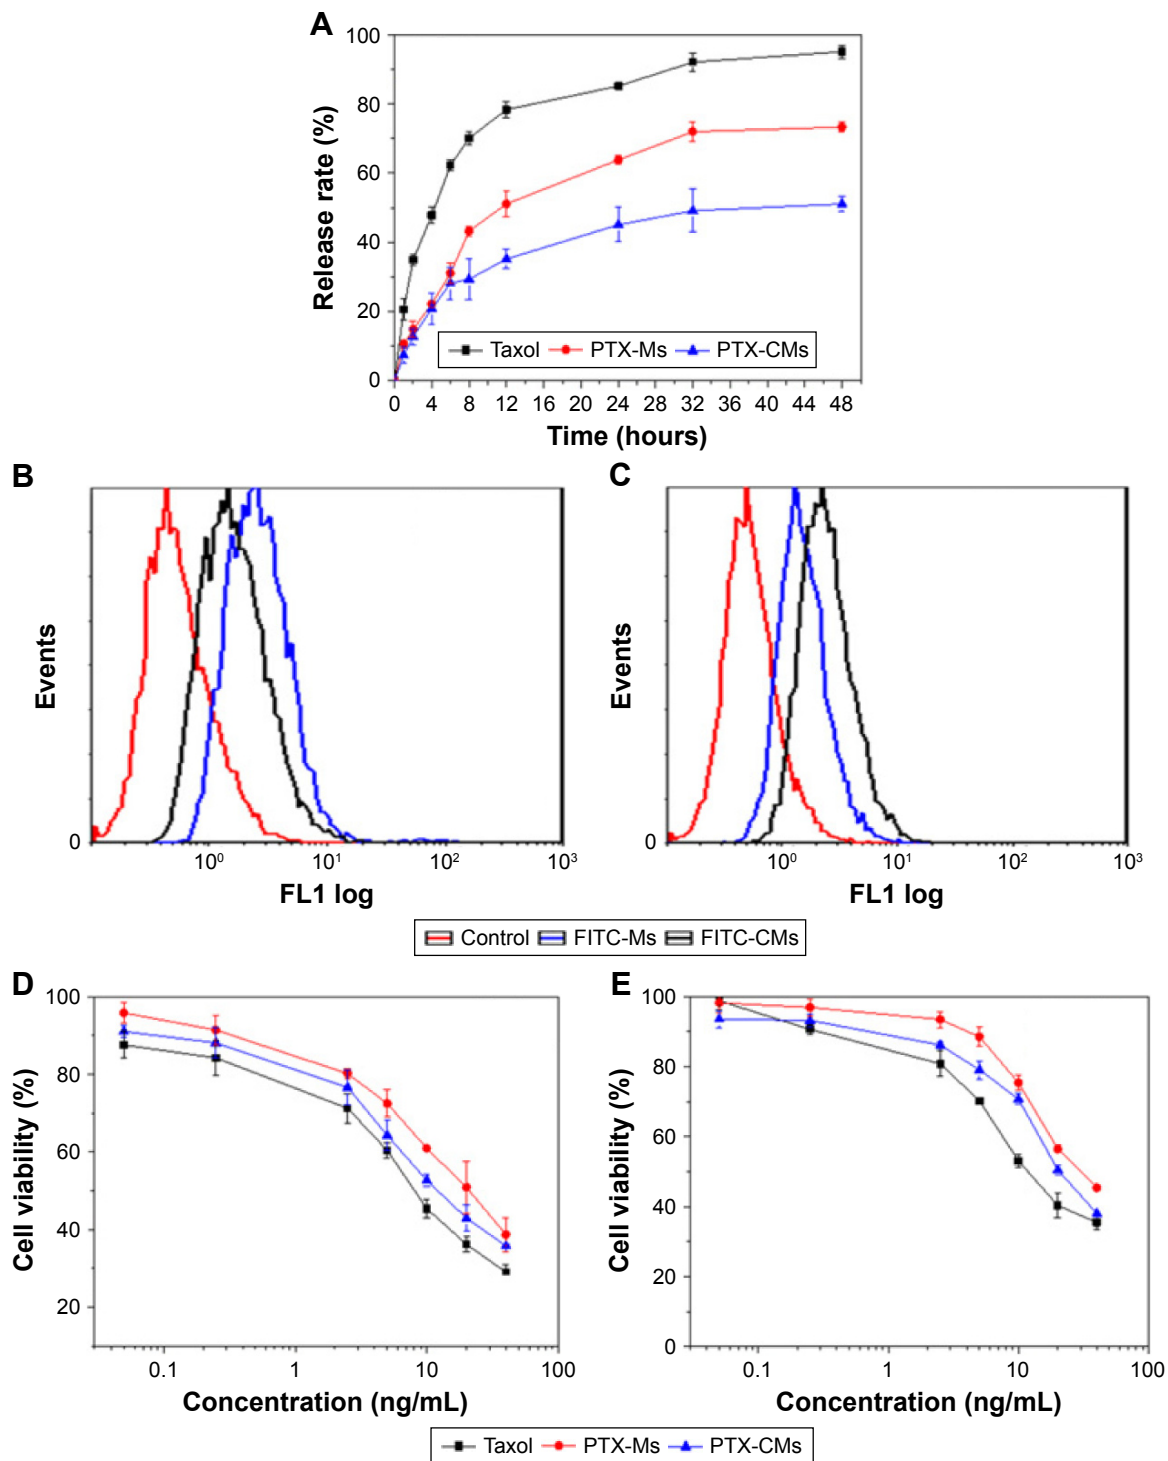 A
100
80
60
40
20
0
Release rate (%)
Taxol PTX-Ms PTX-CMs
0 4 8 12 16 20 24 28 32 36 40 44 48
Time (hours)
B
Events
0
10⁰ 10¹ 10² 10³
FL1 log
C
Events
0
10⁰ 10¹ 10² 10³
FL1 log
Control FITC-Ms FITC-CMs
D
100
80
60
40
20
Cell viability (%)
0.1 1 10 100
Concentration (ng/mL)
E
100
80
60
40
20
0
Cell viability (%)
0.1 1 10 100
Concentration (ng/mL)
Taxol PTX-Ms PTX-CMs